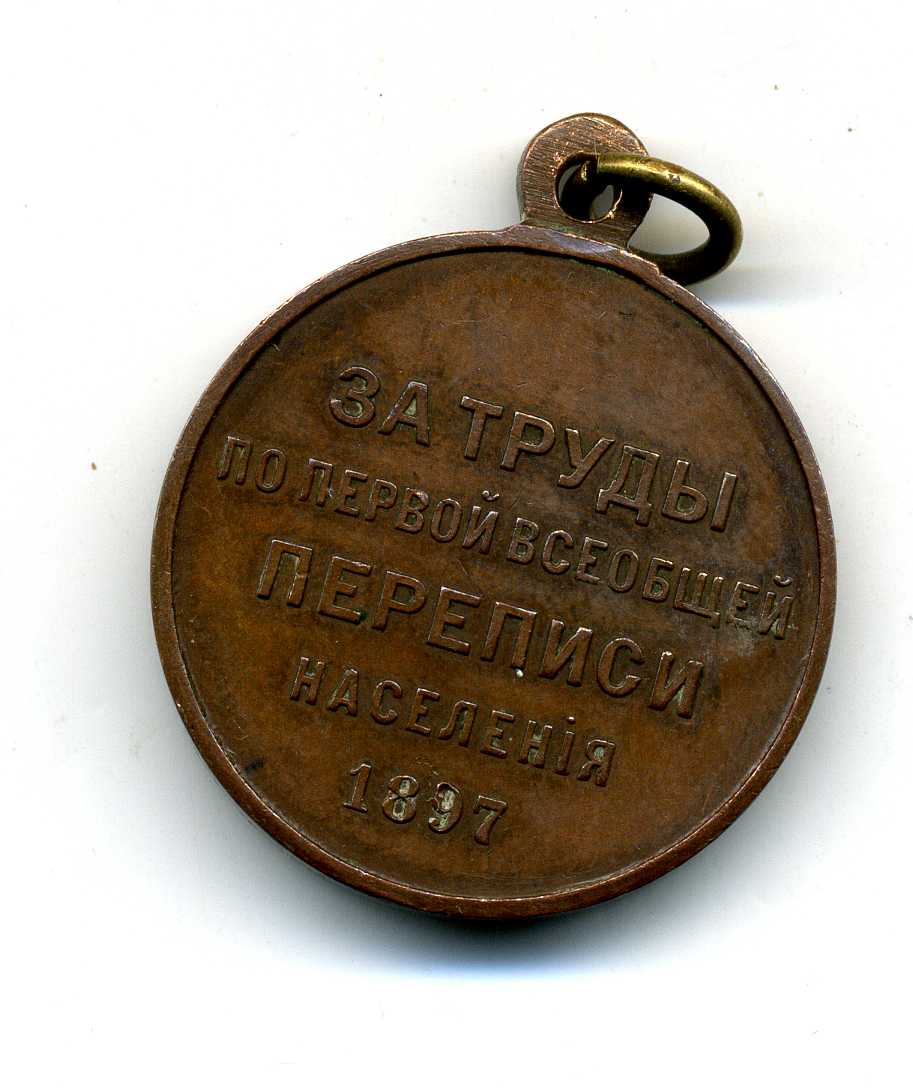 ЗА ТРУДЫ
ПО ПЕРВОЙ ВСЕОБЩЕЙ
ПЕРЕПИСИ
НАСЕЛЕНІЯ
1897